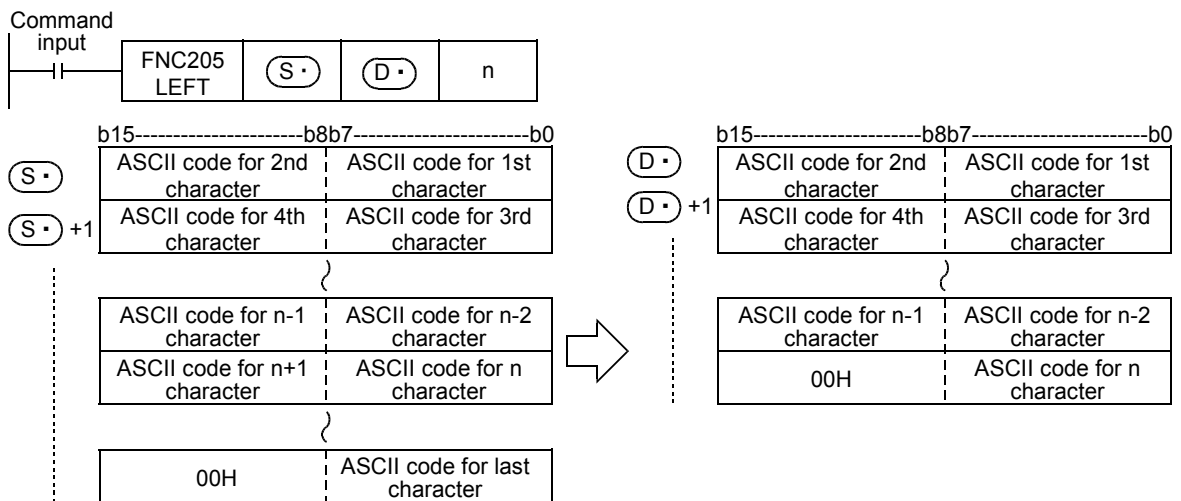 Command
input
FNC205
LEFT
S·
D·
n
b15----------------------b8b7-----------------------b0
S·
ASCII code for 2nd
character
ASCII code for 1st
character
S· +1
ASCII code for 4th
character
ASCII code for 3rd
character
ASCII code for n-1
character
ASCII code for n-2
character
ASCII code for n+1
character
ASCII code for n
character
00H
ASCII code for last
character
b15----------------------b8b7-----------------------b0
D·
ASCII code for 2nd
character
ASCII code for 1st
character
D· +1
ASCII code for 4th
character
ASCII code for 3rd
character
ASCII code for n-1
character
ASCII code for n-2
character
00H
ASCII code for n
character